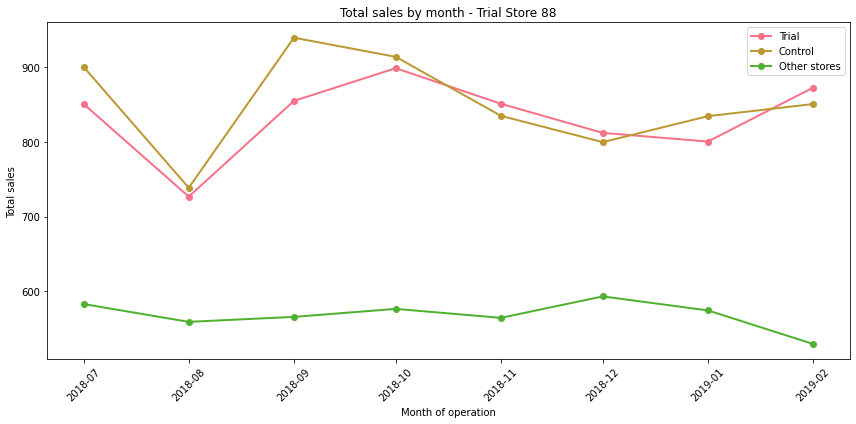 Total sales by month - Trial Store 88
Trial
Control
Other stores
Total sales
900
800
700
600
2018-07
2018-08
2018-09
2018-10
2018-11
2018-12
2019-01
2019-02
Month of operation